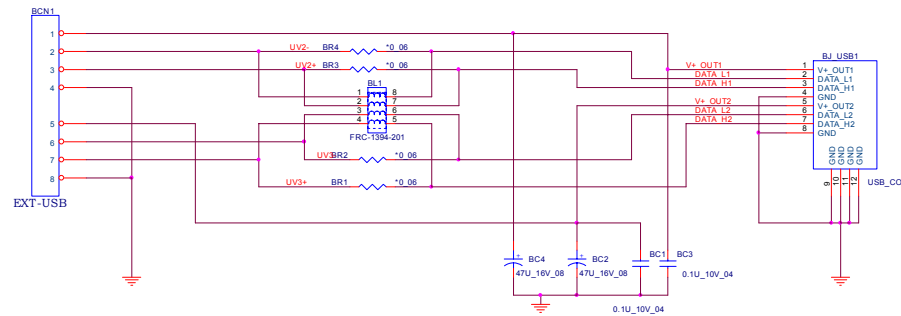 BCN1
1
2
3
4
5
6
7
8
EXT-USB
UV2- BR4 *0_06
UV2+ BR3 *0_06
BL1
1 8
2 7
3 6
4 5
FRC-1394-201
UV3- BR2 *0_06
UV3+ BR1 *0_06
V+_OUT1
DATA_L1
DATA_H1
V+_OUT2
DATA_L2
DATA_H2
BJ_USB1
1 V+_OUT1
2 DATA_L1
3 DATA_H1
4 GND
5 V+_OUT2
6 DATA_L2
7 DATA_H2
8 GND
GND GND GND GND
9 10 11 12
USB_CO
BC4
47U_16V_08
BC2
47U_16V_08
BC1
0.1U_10V_04
BC3
0.1U_10V_04